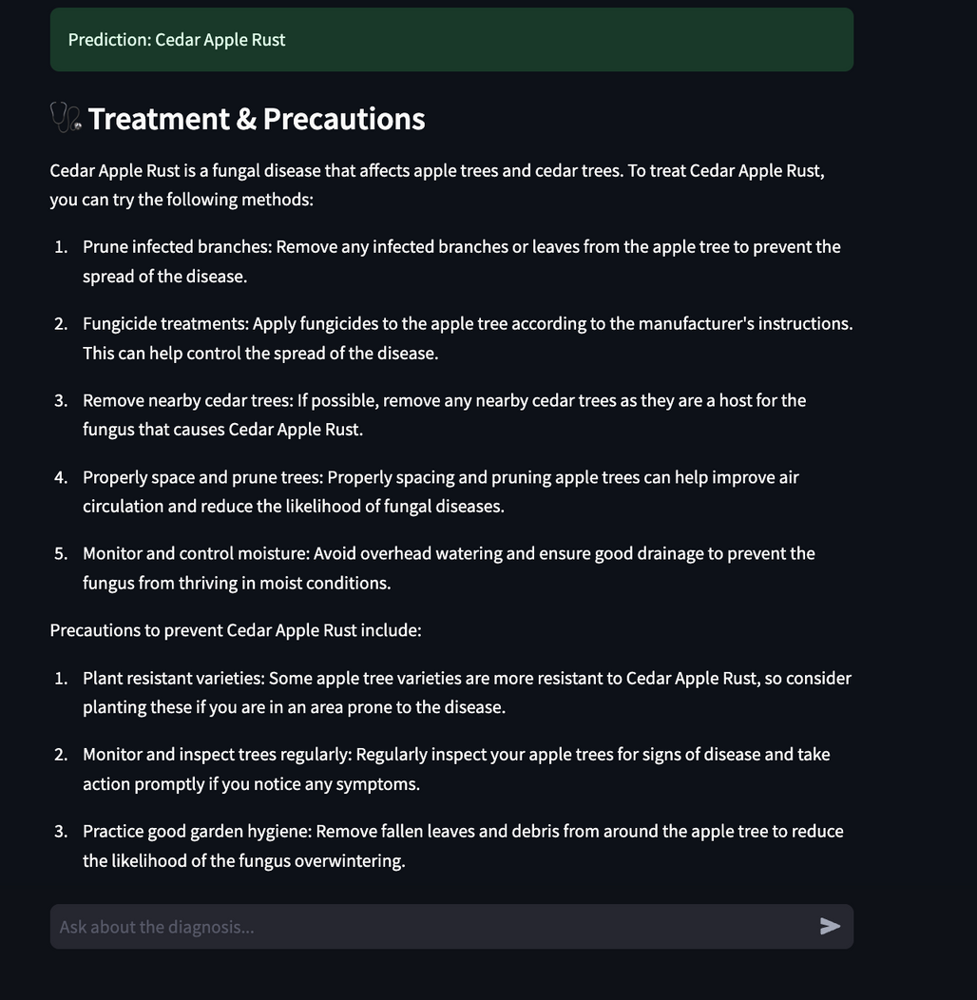 Prediction: Cedar Apple Rust
Treatment & Precautions
Cedar Apple Rust is a fungal disease that affects apple trees and cedar trees. To treat Cedar Apple Rust,
you can try the following methods:
1. Prune infected branches: Remove any infected branches or leaves from the apple tree to prevent the
spread of the disease.
2. Fungicide treatments: Apply fungicides to the apple tree according to the manufacturer's instructions.
This can help control the spread of the disease.
3. Remove nearby cedar trees: If possible, remove any nearby cedar trees as they are a host for the
fungus that causes Cedar Apple Rust.
4. Properly space and prune trees: Properly spacing and pruning apple trees can help improve air
circulation and reduce the likelihood of fungal diseases.
5. Monitor and control moisture: Avoid overhead watering and ensure good drainage to prevent the
fungus from thriving in moist conditions.
Precautions to prevent Cedar Apple Rust include:
1. Plant resistant varieties: Some apple tree varieties are more resistant to Cedar Apple Rust, so consider
planting these if you are in an area prone to the disease.
2. Monitor and inspect trees regularly: Regularly inspect your apple trees for signs of disease and take
action promptly if you notice any symptoms.
3. Practice good garden hygiene: Remove fallen leaves and debris from around the apple tree to reduce
the likelihood of the fungus overwintering.
Ask about the diagnosis...